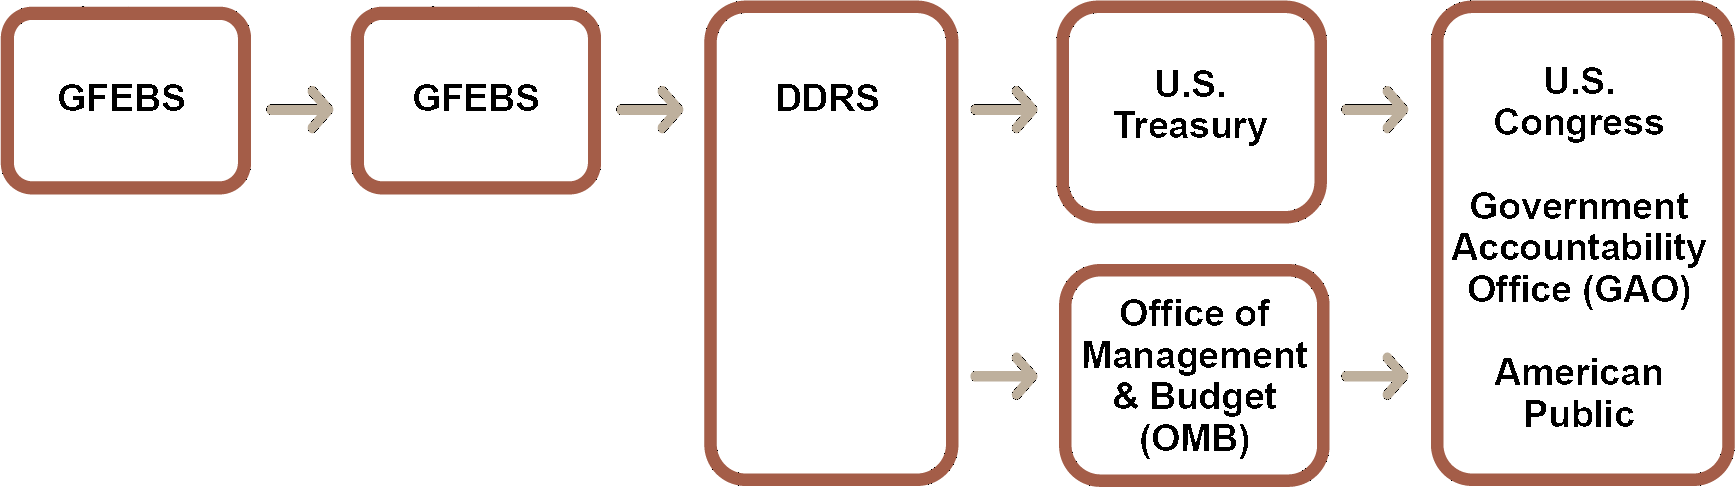 GFEBS
GFEBS
DDRS
U.S.
Treasury
Office of
Management
& Budget
(OMB)
U.S.
Congress
Government
Accountability
Office (GAO)
American
Public